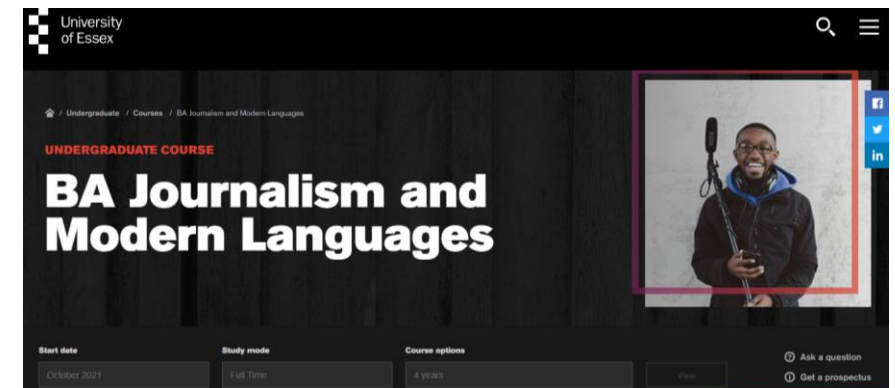 University
of Essex
/ Undergraduate / Courses / BA Journalism and Modern Languages
UNDERGRADUATE COURSE
BA Journalism and
Modern Languages
Start date
Study mode
Course options
October 2021
Full Time
4 years
View
Ask a question
Get a prospectus